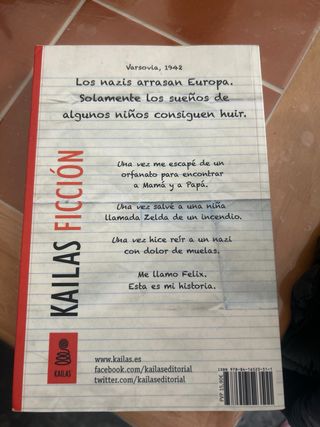 Varsovia, 1942
Los nazis arrasan Europa.
Solamente los sueños de
algunos niños consiguen huir.
KAILAS FICCIÓN
Una vez me escapé de un
orfanato para encontrar
a Mamá y a Papá.
Una vez salvé a una niña
llamada Zelda de un incendio.
Una vez hice reír a un nazi
con dolor de muelas.
Me llamo Felix.
Esta es mi historia.
KAILAS
www.kailas.es
facebook.com/kailaseditorial
twitter.com/kailaseditorial